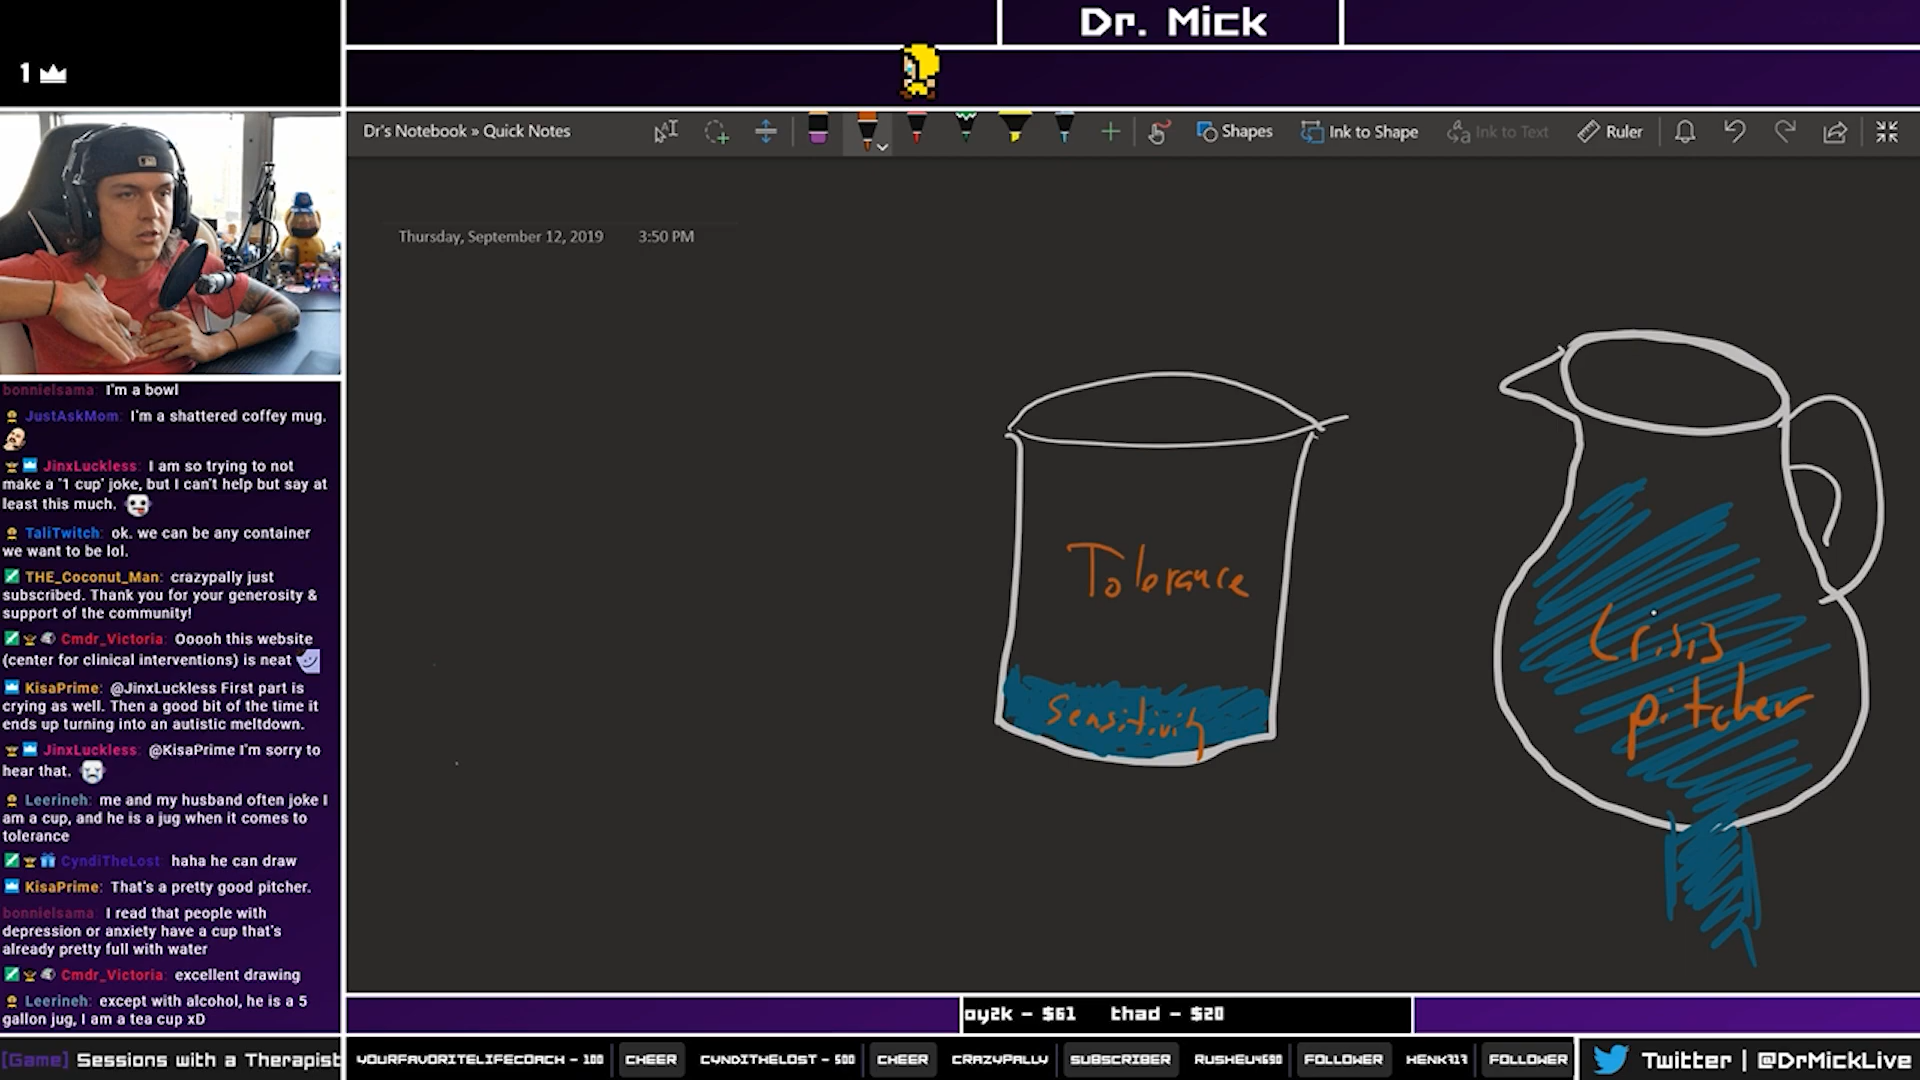 Dr. Mick
1
Dr's Notebook » Quick Notes
Shapes
Ink to Shape
Ink to Text
Ruler
Thursday, September 12, 2019 3:50 PM
Tolerance
Sensitivity
Crisis
pitcher
bonnielsama: I'm a bowl
JustAskMom: I'm a shattered coffey mug.
JinxLuckless: I am so trying to not
make a '1 cup' joke, but I can't help but say at
least this much.
TaliTwitch: ok. we can be any container
we want to be lol.
THE_Coconut_Man: crazypally just
subscribed. Thank you for your generosity &
support of the community!
Cmdr_Victoria: Ooooh this website
(center for clinical interventions) is neat
KisaPrime: @JinxLuckless First part is
crying as well. Then a good bit of the time it
ends up turning into an autistic meltdown.
JinxLuckless: @KisaPrime I'm sorry to
hear that.
Leerineh: me and my husband often joke I
am a cup, and he is a jug when it comes to
tolerance
CyndiTheLost: haha he can draw
KisaPrime: That's a pretty good pitcher.
bonnielsama: I read that people with
depression or anxiety have a cup that's
already pretty full with water
Cmdr_Victoria: excellent drawing
Leerineh: except with alcohol, he is a 5
gallon jug, I am a tea cup xD
oy2k - $61 thad - $20
[Game] Sessions with a Therapist
YOURFAVORITELIFECOACH - 100 CHEER CYNDITHELOST - 500 CHEER CRAZYPALLY SUBSCRIBER RUSHEU4690 FOLLOWER HENK717 FOLLOWER
Twitter | @DrMickLive